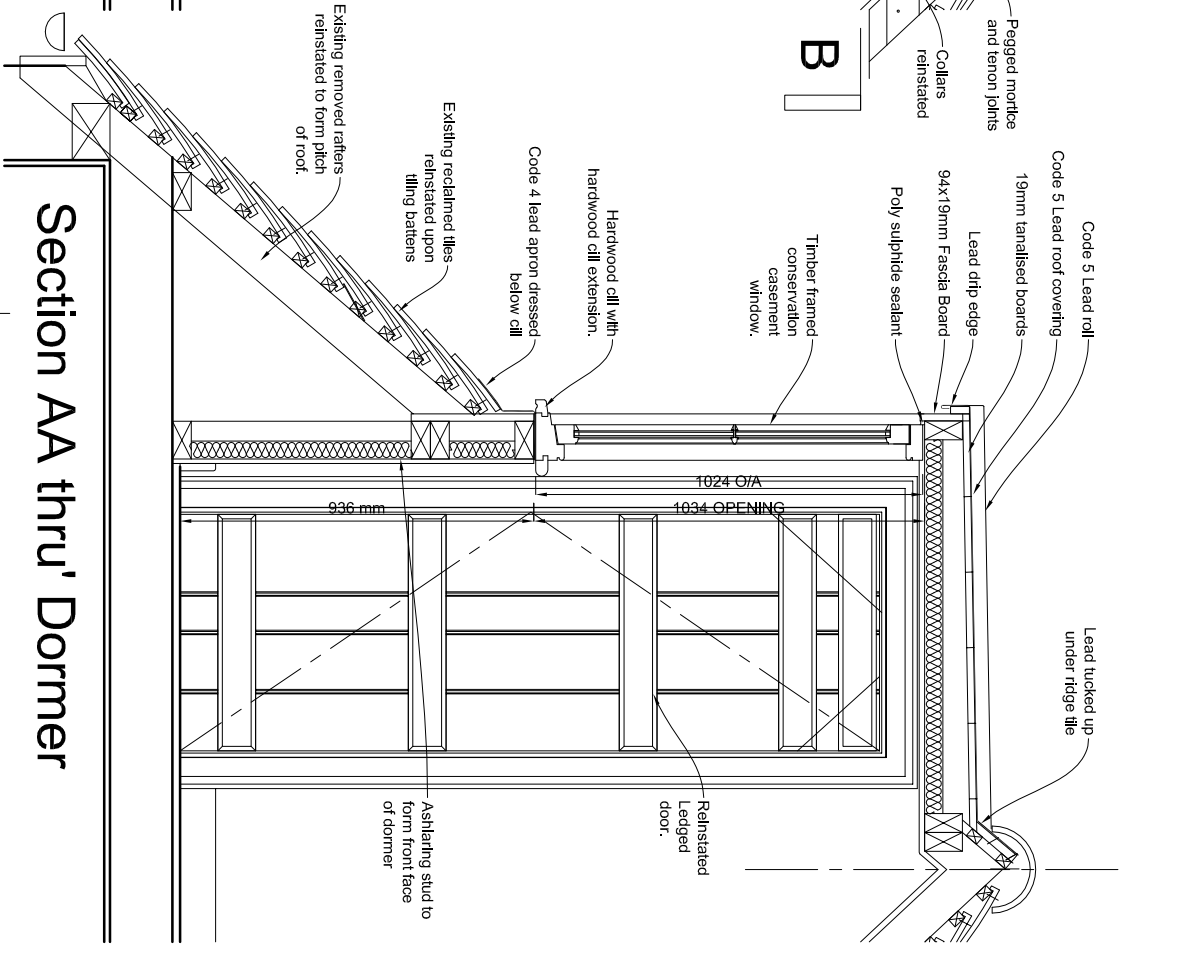 Pegged mortice
and tenon joints
Collars
reinstated
B
Code 5 Lead roll
Code 5 Lead roof covering
19mm tanalised boards
Lead drip edge
94x19mm Fascia Board
Poly sulphide sealant
Timber framed
conservation
casement
window.
Hardwood cill with
hardwood cill extension.
Code 4 lead apron dressed
below cill
Existing reclaimed tiles
reinstated upon
tiling battens
Existing removed rafters
reinstated to form pitch
of roof.
Lead tucked up
under ridge tile
1024 O/A
1034 OPENING
936 mm
Reinstated
Ledged
door.
Ashlaring stud to
form front face
of dormer
Section AA thru' Dormer